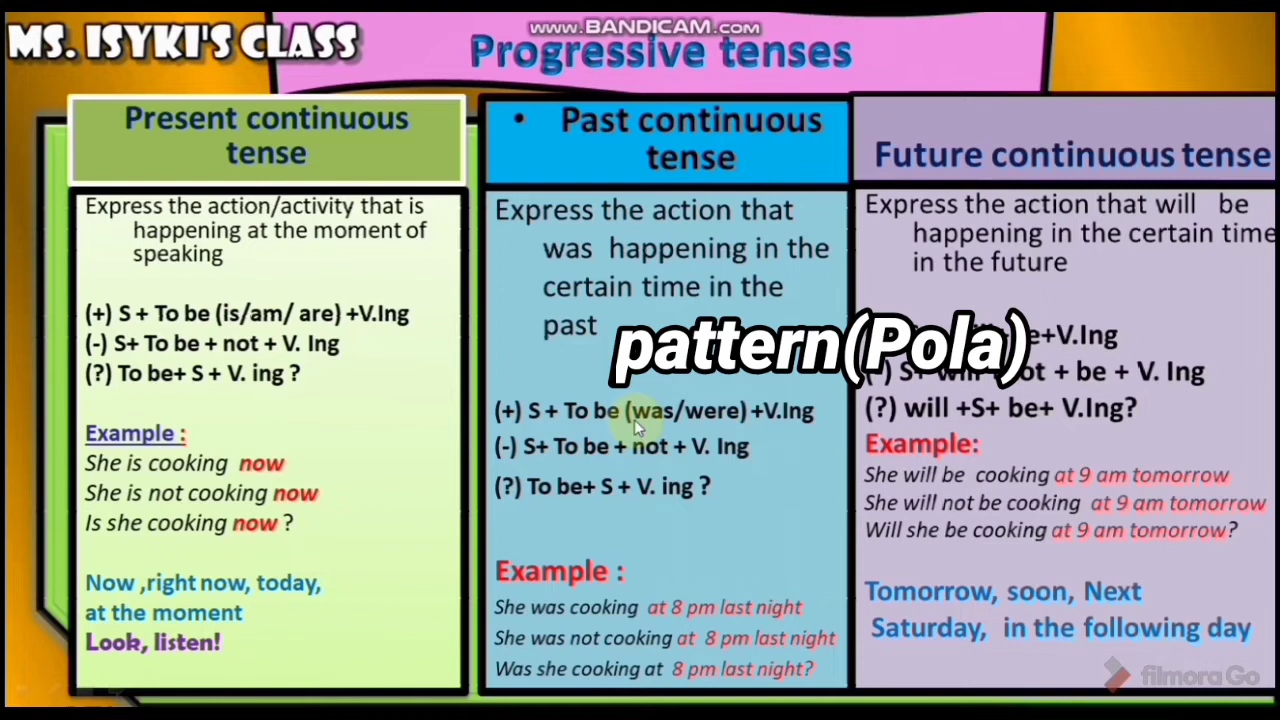 www.BANDICAM.com
MS. ISYKI'S CLASS
Progressive tenses
Present continuous
tense
Express the action/activity that is
happening at the moment of
speaking
(+) S + To be (is/am/ are) +V.Ing
(-) S+ To be + not + V. Ing
(?) To be+ S + V. ing ?
Example :
She is cooking now
She is not cooking now
Is she cooking now ?
Now ,right now, today,
at the moment
Look, listen!
• Past continuous
tense
Express the action that
was happening in the
certain time in the
past
pattern(Pola)
(+) S + To be (was/were) +V.Ing
(-) S+ To be + not + V. Ing
(?) To be+ S + V. ing ?
Example :
She was cooking at 8 pm last night
She was not cooking at 8 pm last night
Was she cooking at 8 pm last night?
Future continuous tense
Express the action that will be
happening in the certain time
in the future
+V.Ing
will + be + V. Ing
(?) will +S+ be+ V.Ing?
Example:
She will be cooking at 9 am tomorrow
She will not be cooking at 9 am tomorrow
Will she be cooking at 9 am tomorrow?
Tomorrow, soon, Next
Saturday, in the following day
filmoraGo